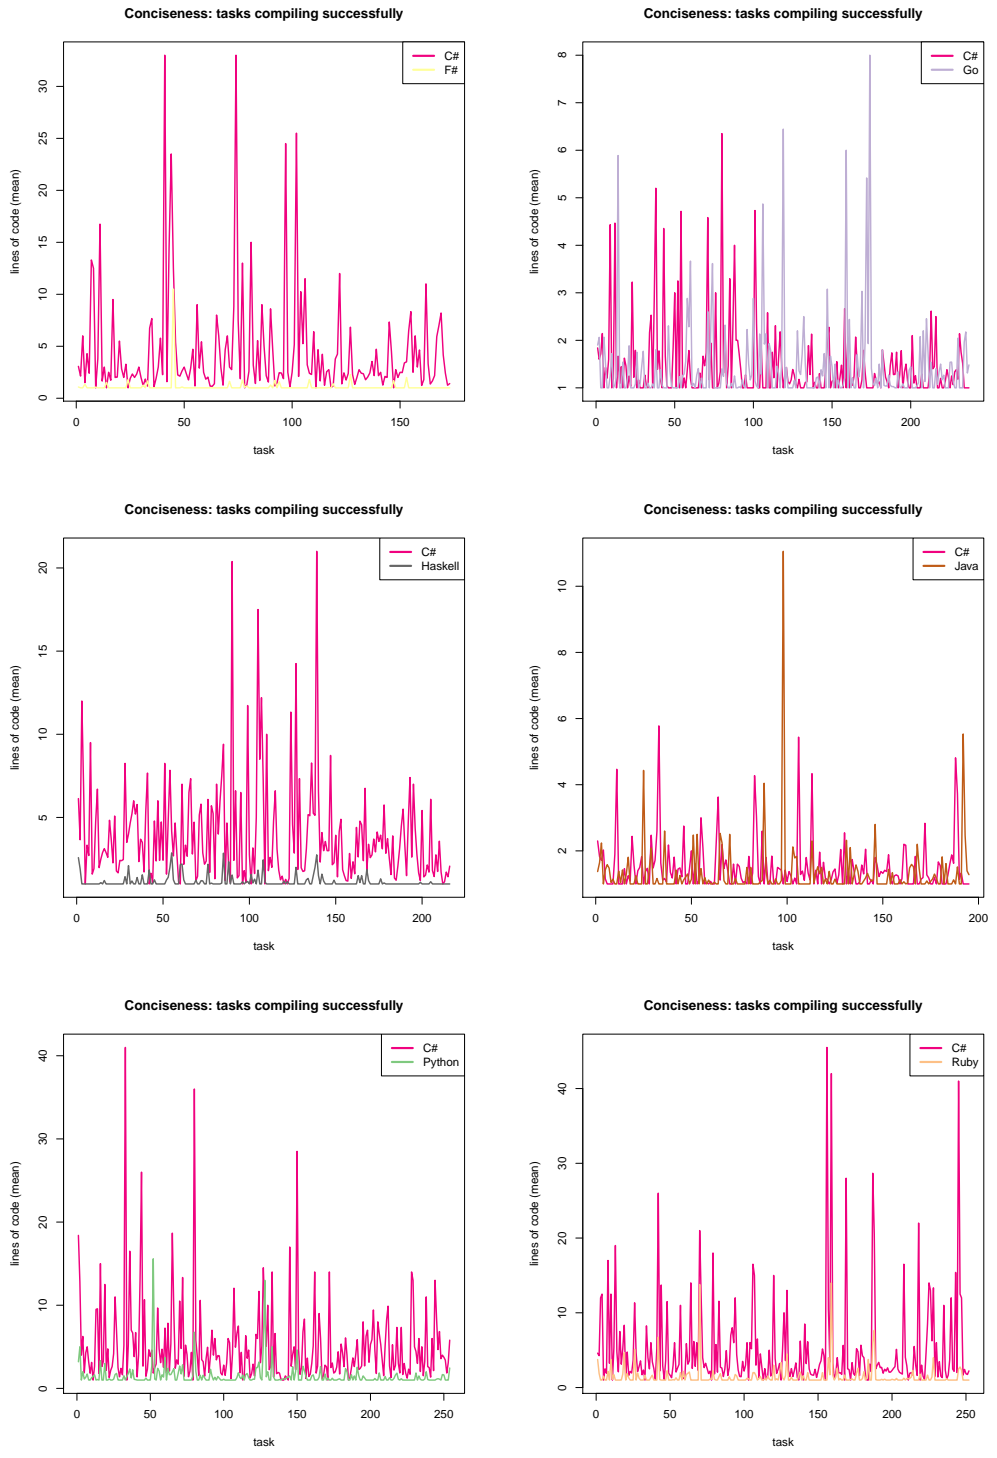 Conciseness: tasks compiling successfully
C#
F#
lines of code (mean)
0
5
10
15
20
25
30
0
50
100
150
task
Conciseness: tasks compiling successfully
C#
Go
lines of code (mean)
1
2
3
4
5
6
7
8
0
50
100
150
200
task
Conciseness: tasks compiling successfully
C#
Haskell
lines of code (mean)
5
10
15
20
0
50
100
150
200
task
Conciseness: tasks compiling successfully
C#
Java
lines of code (mean)
2
4
6
8
10
0
50
100
150
200
task
Conciseness: tasks compiling successfully
C#
Python
lines of code (mean)
0
10
20
30
40
0
50
100
150
200
250
task
Conciseness: tasks compiling successfully
C#
Ruby
lines of code (mean)
0
10
20
30
40
0
50
100
150
200
250
task